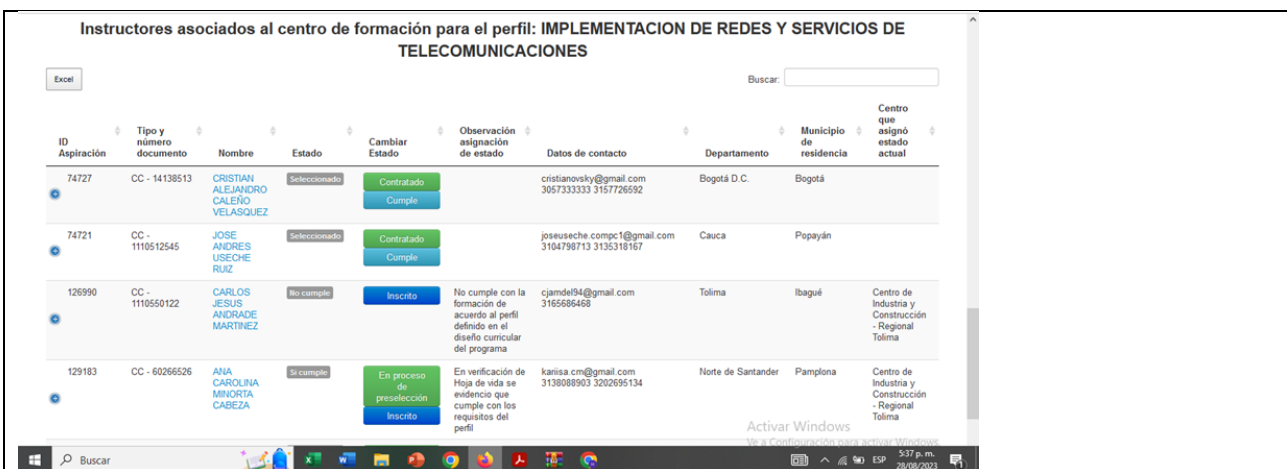 Instructores asociados al centro de formación para el perfil: IMPLEMENTACION DE REDES Y SERVICIOS DE
TELECOMUNICACIONES
Excel
Buscar:
ID Aspiración
Tipo y número documento
Nombre
Estado
Cambiar Estado
Observación asignación de estado
Datos de contacto
Departamento
Municipio de residencia
Centro que asignó estado actual
74727
CC - 14138513
CRISTIAN
ALEJANDRO
CALEÑO
VELASQUEZ
Seleccionado
Contratado
Cumple
cristianovsky@gmail.com
3057333333 3157726592
Bogotá D.C.
Bogotá
74721
CC -
1110512545
JOSE
ANDRES
USECHE
RUIZ
Seleccionado
Contratado
Cumple
joseuseche.compc1@gmail.com
3104798713 3135318167
Cauca
Popayán
126990
CC -
1110550122
CARLOS
JESUS
ANDRADE
MARTINEZ
No cumple
Inscrito
No cumple con la
formación de
acuerdo al perfil
definido en el
diseño curricular
del programa
cjamdel94@gmail.com
3165686468
Tolima
Ibagué
Centro de
Industria y
Construcción
- Regional
Tolima
129183
CC - 60266526
ANA
CAROLINA
MINORTA
CABEZA
Si cumple
En proceso
de
preselección
Inscrito
En verificación de
Hoja de vida se
evidencio que
cumple con los
requisitos del
perfil
kariisa.cm@gmail.com
3138088903 3202695134
Norte de Santander
Pamplona
Centro de
Industria y
Construcción
- Regional
Tolima
Activar Windows
Ve a Configuración para activar Windows.
Buscar
ESP
5:37 p. m.
28/08/2023